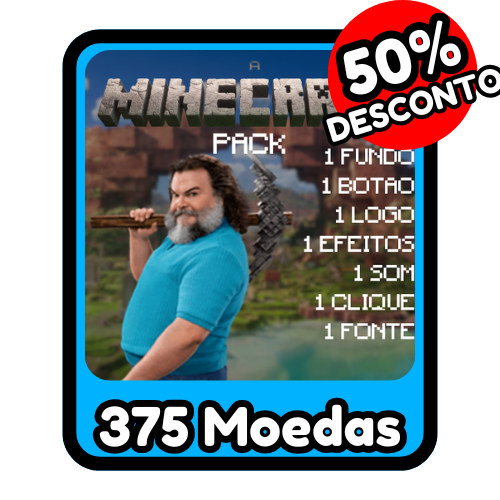 50%
DESCONTO
A
MINECRA
PACK
1 FUNDO
1 BOTAO
1 LOGO
1 EFEITOS
1 SOM
1 CLIQUE
1 FONTE
375 Moedas